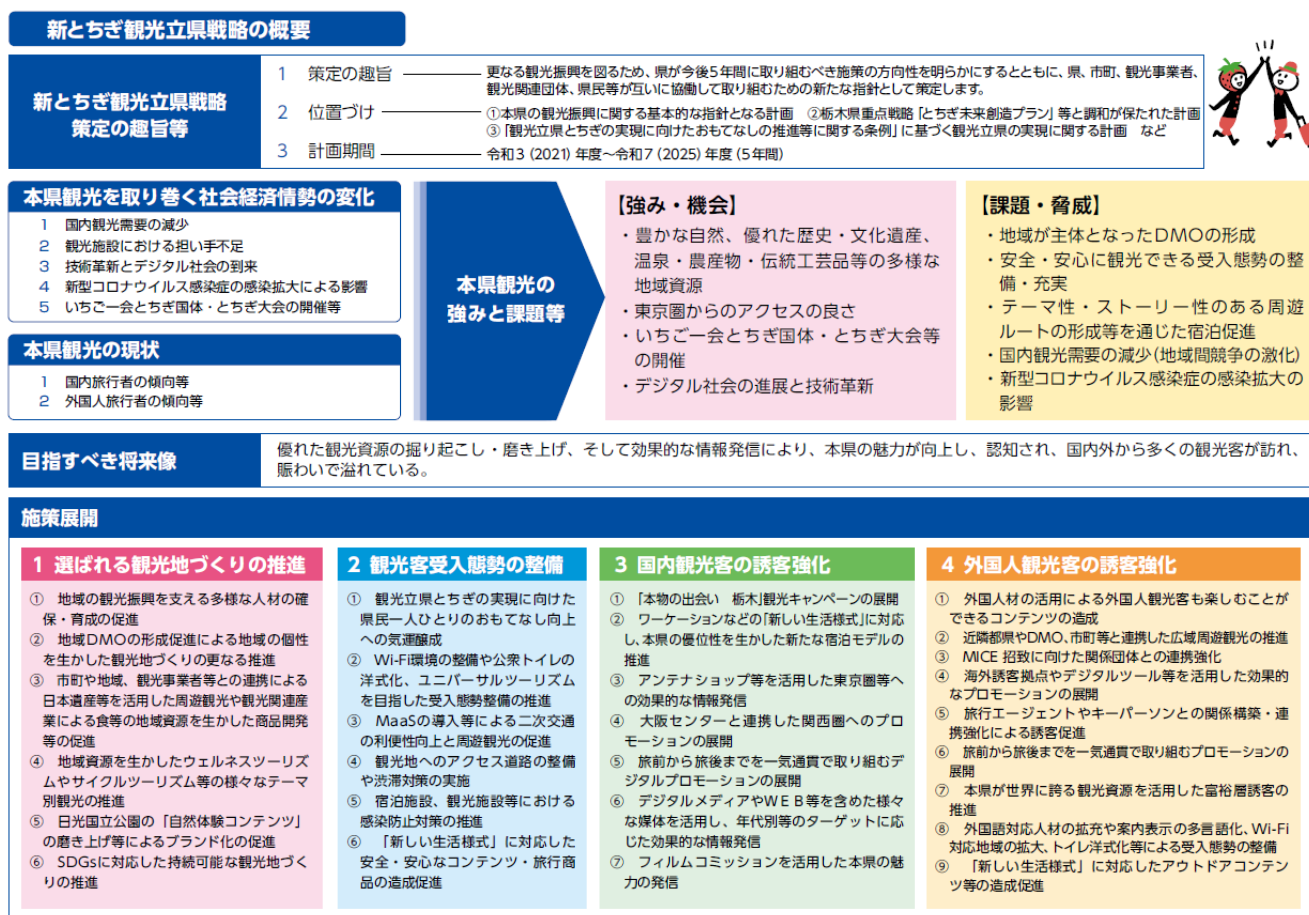 新とちぎ観光立県戦略の概要
新とちぎ観光立県戦略
策定の趣旨等
1 策定の趣旨
更なる観光振興を図るため、県が今後5年間に取り組むべき施策の方向性を明らかにするとともに、県、市町、観光事業者、
観光関連団体、県民等が互いに協働して取り組むための新たな指針として策定します。
2 位置づけ
①本県の観光振興に関する基本的な指針となる計画 ②栃木県重点戦略「とちぎ未来創造プラン」等と調和が保たれた計画
③「観光立県とちぎの実現に向けたおもてなしの推進等に関する条例」に基づく観光立県の実現に関する計画 など
3 計画期間
令和3(2021)年度～令和7(2025)年度(5年間)
本県観光を取り巻く社会経済情勢の変化
1 国内観光需要の減少
2 観光施設における担い手不足
3 技術革新とデジタル社会の到来
4 新型コロナウイルス感染症の感染拡大による影響
5 いちご一会とちぎ国体・とちぎ大会の開催等
本県観光の現状
1 国内旅行者の傾向等
2 外国人旅行者の傾向等
本県観光の
強みと課題等
【強み・機会】
・豊かな自然、優れた歴史・文化遺産、
温泉・農産物・伝統工芸品等の多様な
地域資源
・東京圏からのアクセスの良さ
・いちご一会とちぎ国体・とちぎ大会等
の開催
・デジタル社会の進展と技術革新
【課題・脅威】
・地域が主体となったDMOの形成
・安全・安心に観光できる受入態勢の整
備・充実
・テーマ性・ストーリー性のある周遊
ルートの形成等を通じた宿泊促進
・国内観光需要の減少(地域間競争の激化)
・新型コロナウイルス感染症の感染拡大の
影響
目指すべき将来像
優れた観光資源の掘り起こし・磨き上げ、そして効果的な情報発信により、本県の魅力が向上し、認知され、国内外から多くの観光客が訪れ、
賑わいで溢れている。
施策展開
1 選ばれる観光地づくりの推進
① 地域の観光振興を支える多様な人材の確
保・育成の促進
② 地域DMOの形成促進による地域の個性
を生かした観光地づくりの更なる推進
③ 市町や地域、観光事業者等との連携による
日本遺産等を活用した周遊観光や観光関連産
業による食等の地域資源を生かした商品開発
等の促進
④ 地域資源を生かしたウェルネスツーリズ
ムやサイクルツーリズム等の様々なテーマ
別観光の推進
⑤ 日光国立公園の「自然体験コンテンツ」
の磨き上げ等によるブランド化の促進
⑥ SDGsに対応した持続可能な観光地づく
りの推進
2 観光客受入態勢の整備
① 観光立県とちぎの実現に向けた
県民一人ひとりのおもてなし向上
への気運醸成
② Wi-Fi環境の整備や公衆トイレの
洋式化、ユニバーサルツーリズム
を目指した受入態勢整備の推進
③ MaaSの導入等による二次交通
の利便性向上と周遊観光の促進
④ 観光地へのアクセス道路の整備
や渋滞対策の実施
⑤ 宿泊施設、観光施設等における
感染防止対策の推進
⑥ 「新しい生活様式」に対応した
安全・安心なコンテンツ・旅行商
品の造成促進
3 国内観光客の誘客強化
① 「本物の出会い 栃木」観光キャンペーンの展開
② ワーケーションなどの「新しい生活様式」に対応
し、本県の優位性を生かした新たな宿泊モデルの
推進
③ アンテナショップ等を活用した東京圏等へ
の効果的な情報発信
④ 大阪センターと連携した関西圏へのプロ
モーションの展開
⑤ 旅前から旅後までを一気通貫で取り組むデ
ジタルプロモーションの展開
⑥ デジタルメディアやWEB等を含めた様々
な媒体を活用し、年代別等のターゲットに応
じた効果的な情報発信
⑦ フィルムコミッションを活用した本県の魅
力の発信
4 外国人観光客の誘客強化
① 外国人材の活用による外国人観光客も楽しむことが
できるコンテンツの造成
② 近隣都県やDMO、市町等と連携した広域周遊観光の推進
③ MICE 招致に向けた関係団体との連携強化
④ 海外誘客拠点やデジタルツール等を活用した効果的
なプロモーションの展開
⑤ 旅行エージェントやキーパーソンとの関係構築・連
携強化による誘客促進
⑥ 旅前から旅後までを一気通貫で取り組むプロモーションの
展開
⑦ 本県が世界に誇る観光資源を活用した富裕層誘客の
推進
⑧ 外国語対応人材の拡充や案内表示の多言語化、Wi-Fi
対応地域の拡大、トイレ洋式化等による受入態勢の整備
⑨ 「新しい生活様式」に対応したアウトドアコンテン
ツ等の造成促進